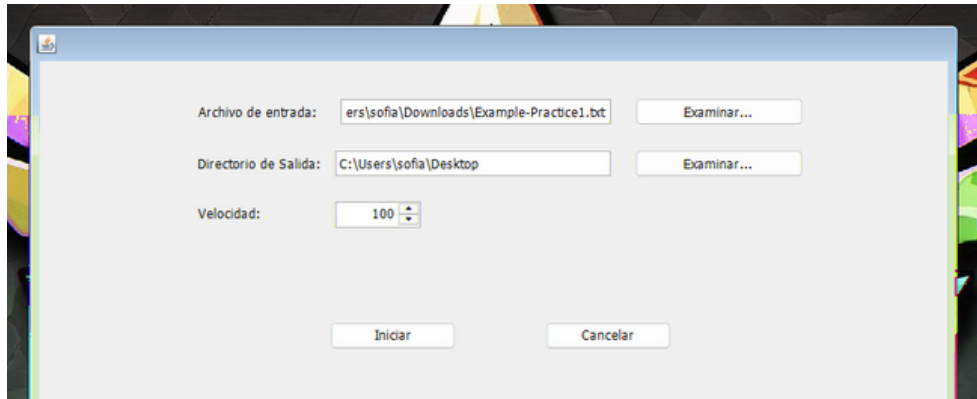 Archivo de entrada: ers\sofia\Downloads\Example-Practice1.txt Examinar...
Directorio de Salida: C:\Users\sofia\Desktop Examinar...
Velocidad: 100
Iniciar Cancelar